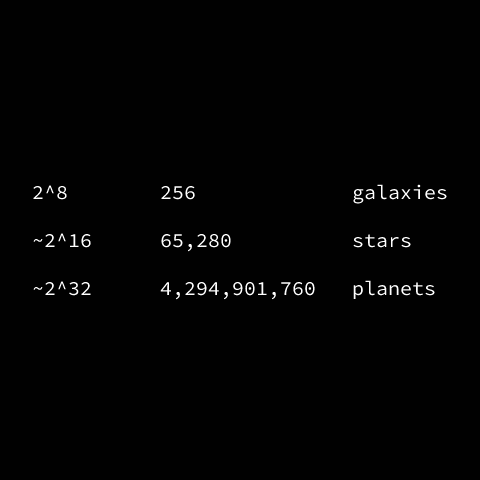 2^8 256 galaxies
~2^16 65,280 stars
~2^32 4,294,901,760 planets